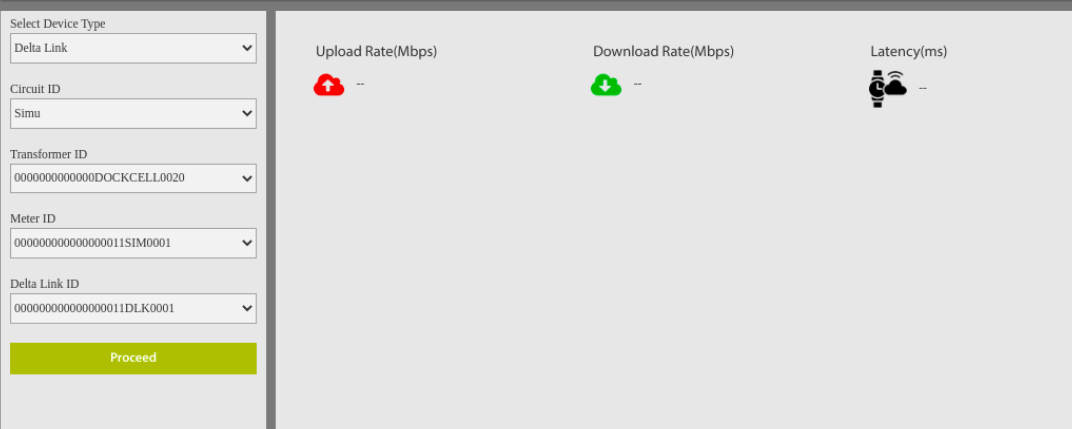 Select Device Type
Delta Link
Circuit ID
Simu
Transformer ID
0000000000000DOCKCELL0020
Meter ID
000000000000000011SIM0001
Delta Link ID
000000000000000011DLK0001
Proceed
Upload Rate(Mbps)
Download Rate(Mbps)
Latency(ms)
--
--
--